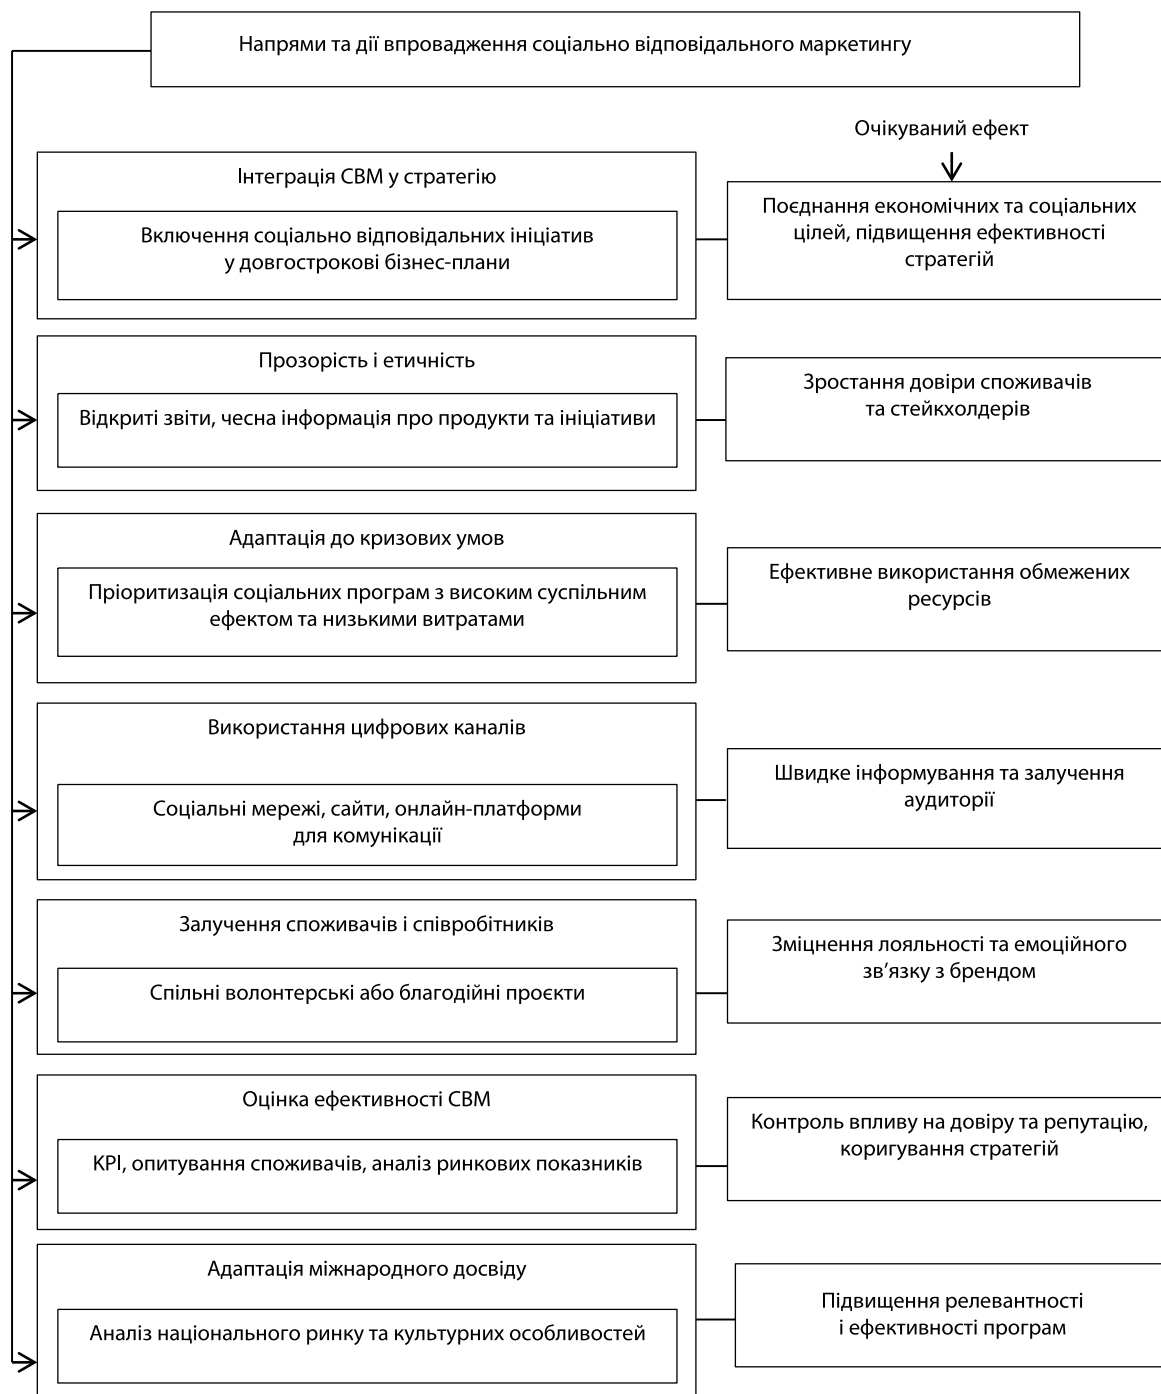 Напрями та дії впровадження соціально відповідального маркетингу
Очікуваний ефект
Інтеграція СВМ у стратегію
Включення соціально відповідальних ініціатив
у довгострокові бізнес-плани
Поєднання економічних та соціальних
цілей, підвищення ефективності
стратегій
Прозорість і етичність
Відкриті звіти, чесна інформація про продукти та ініціативи
Зростання довіри споживачів
та стейкхолдерів
Адаптація до кризових умов
Пріоритизація соціальних програм з високим суспільним
ефектом та низькими витратами
Ефективне використання обмежених
ресурсів
Використання цифрових каналів
Соціальні мережі, сайти, онлайн-платформи
для комунікації
Швидке інформування та залучення
аудиторії
Залучення споживачів і співробітників
Спільні волонтерські або благодійні проєкти
Зміцнення лояльності та емоційного
зв’язку з брендом
Оцінка ефективності СВМ
KPI, опитування споживачів, аналіз ринкових показників
Контроль впливу на довіру та репутацію,
коригування стратегій
Адаптація міжнародного досвіду
Аналіз національного ринку та культурних особливостей
Підвищення релевантності
і ефективності програм